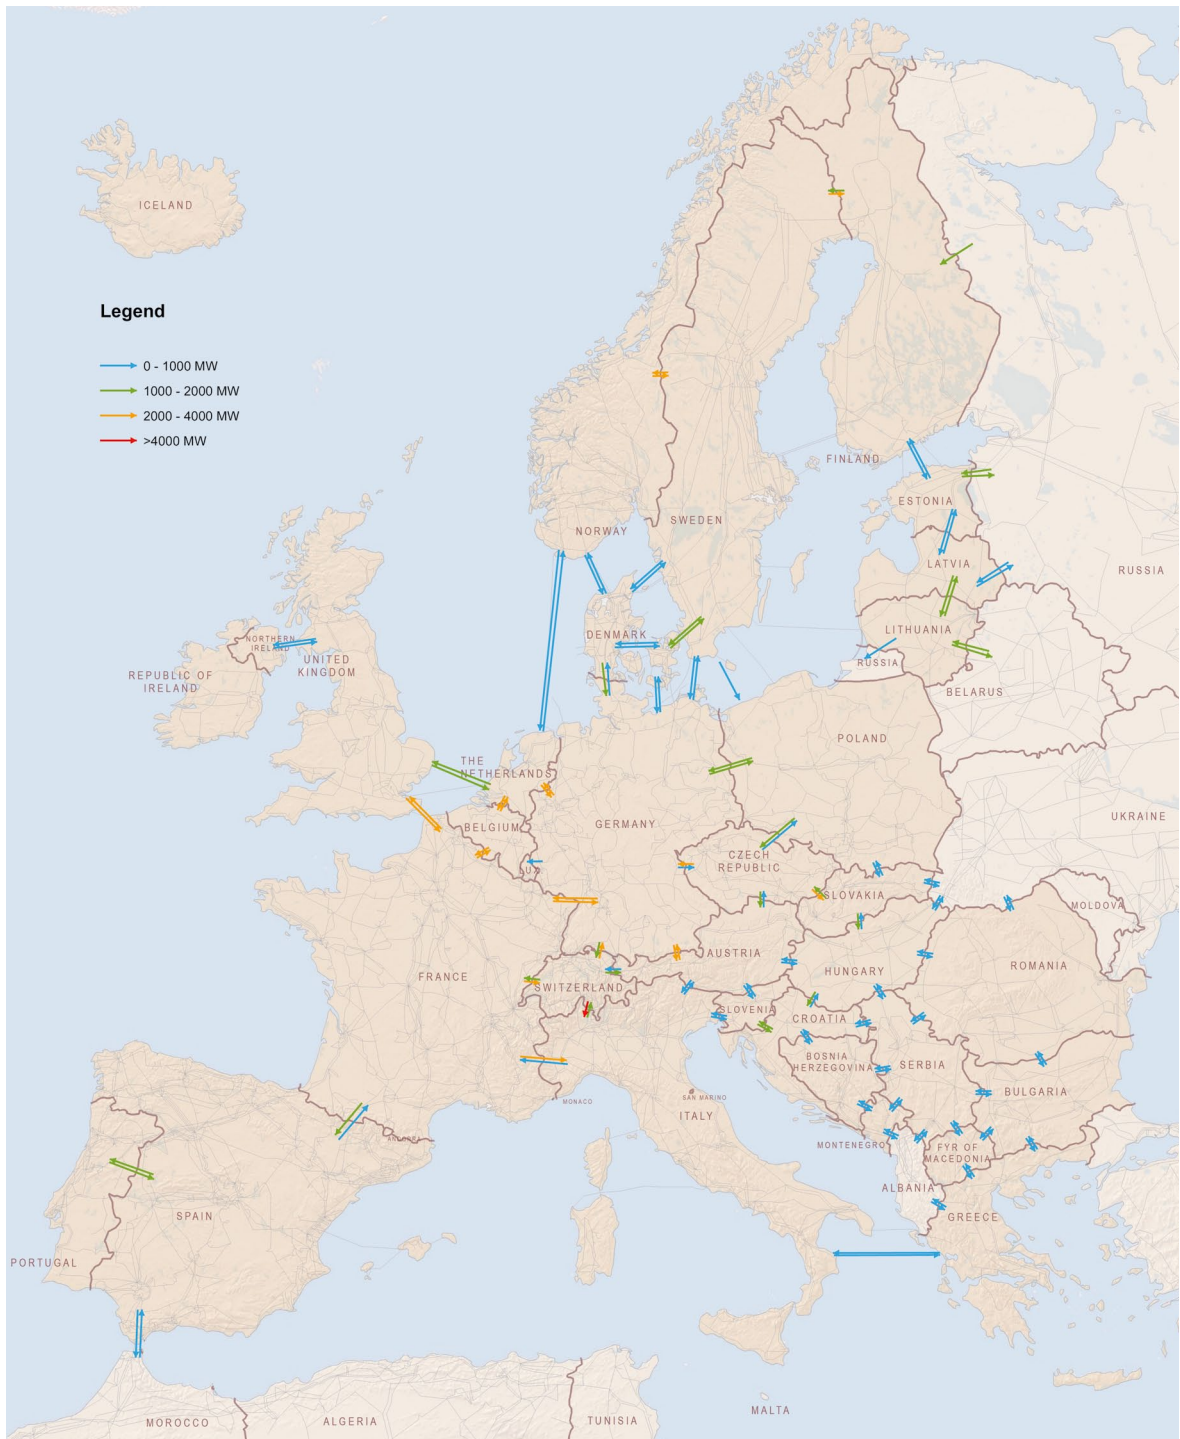 ICELAND
Legend
0 - 1000 MW
1000 - 2000 MW
2000 - 4000 MW
>4000 MW
FINLAND
ESTONIA
NORWAY
SWEDEN
LATVIA
RUSSIA
LITHUANIA
DENMARK
NORTHERN
IRELAND
UNITED
KINGDOM
REPUBLIC OF
IRELAND
RUSSIA
BELARUS
POLAND
THE
NETHERLANDS
BELGIUM
GERMANY
UKRAINE
CZECH
REPUBLIC
LUX.
SLOVAKIA
MOLDOVA
AUSTRIA
FRANCE
SWITZERLAND
HUNGARY
ROMANIA
SLOVENIA
CROATIA
BOSNIA
HERZEGOVINA
SERBIA
BULGARIA
MONACO
SAN MARINO
ITALY
ANDORRA
MONTENEGRO
FYR OF
MACEDONIA
ALBANIA
GREECE
SPAIN
PORTUGAL
MALTA
MOROCCO
ALGERIA
TUNISIA